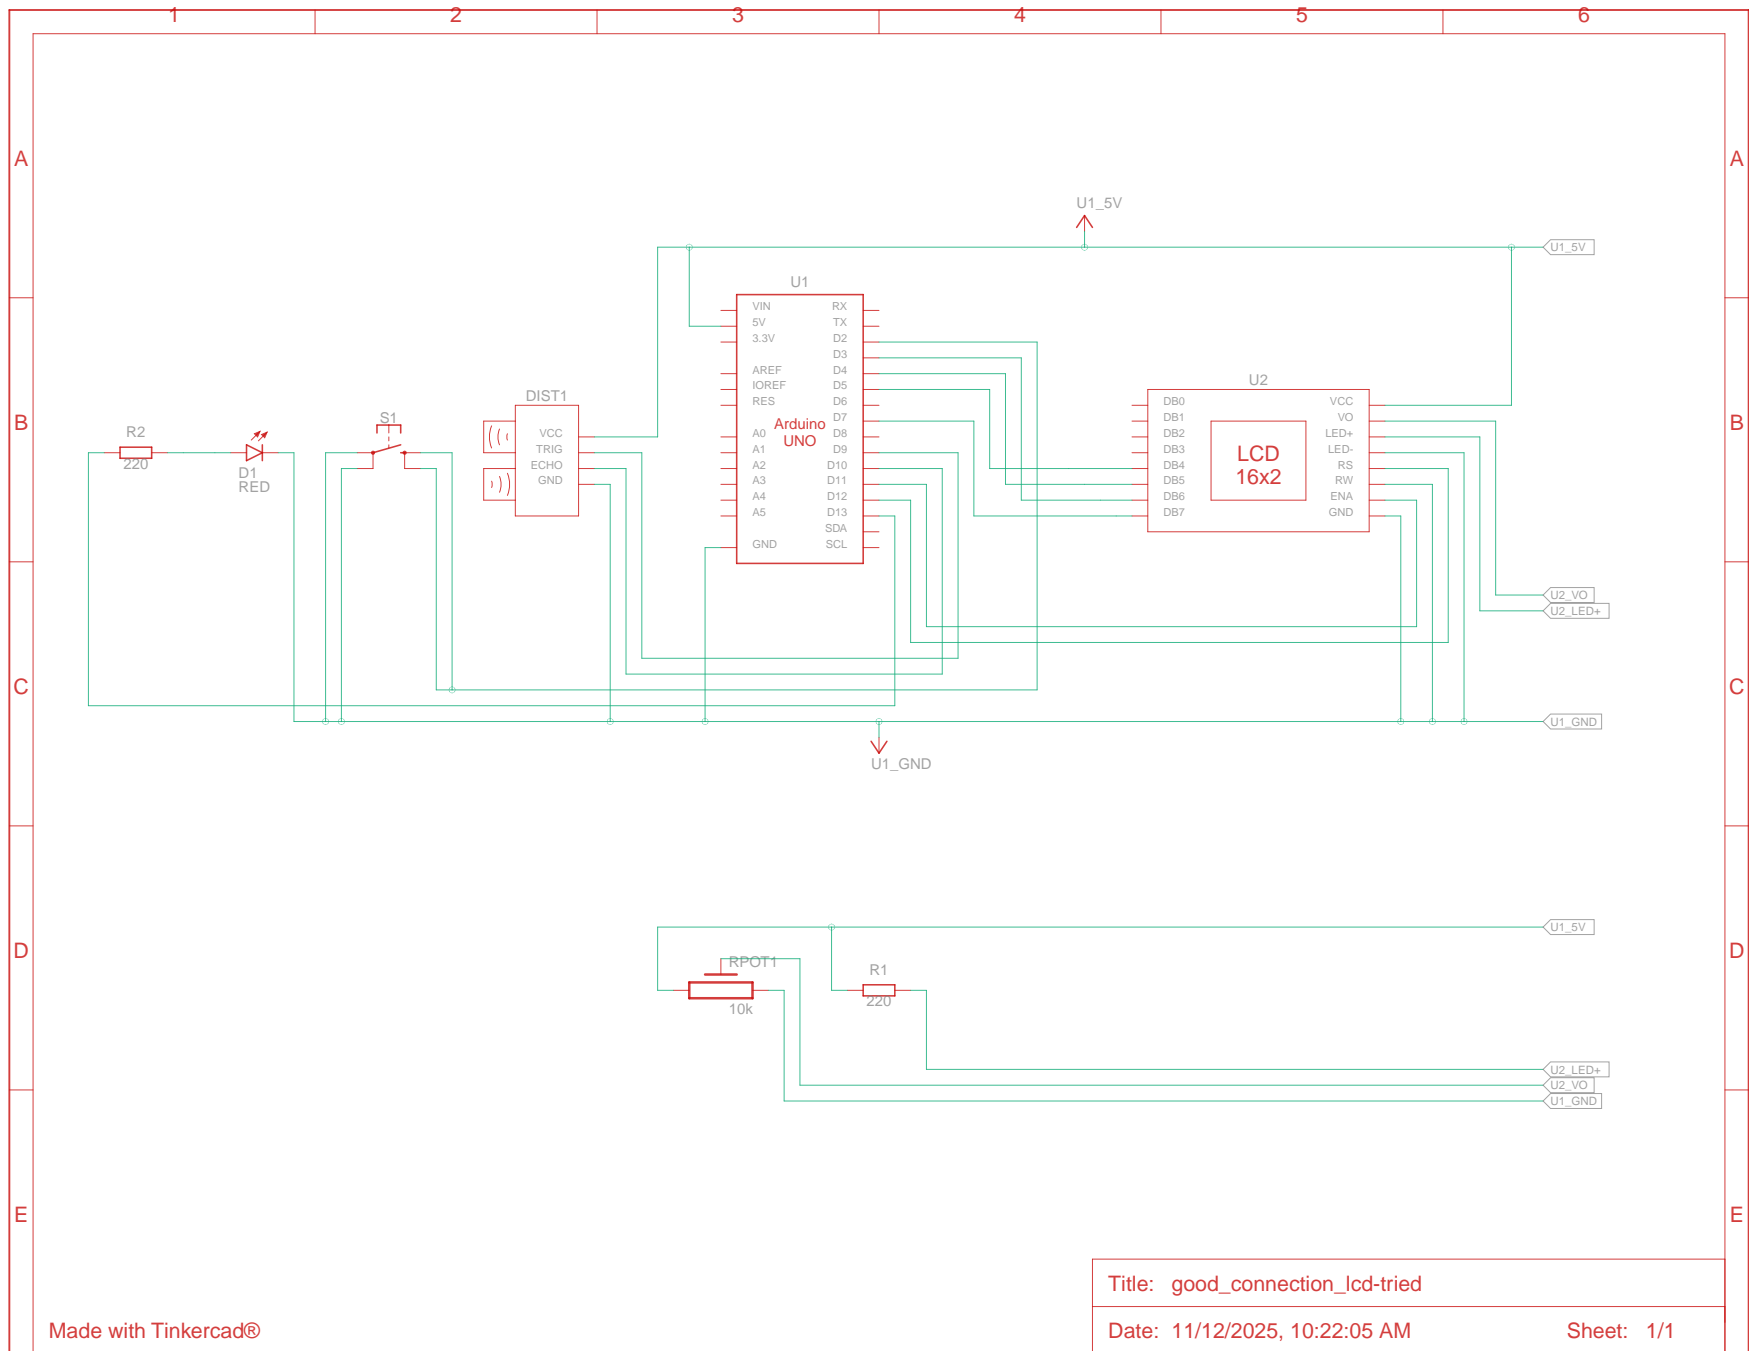 1 2 3 4 5 6
A A
U1_5V
U1_5V
U1
VIN RX
5V TX
3.3V D2
D3
AREF D4
IOREF D5
RES D6
D7
A0 D8
A1 D9
A2 D10
A3 D11
A4 D12
A5 D13
SDA
GND SCL
Arduino
UNO
U2
DB0 VCC
DB1 VO
DB2 LED+
DB3 LED-
DB4 RS
DB5 RW
DB6 ENA
DB7 GND
LCD
16x2
DIST1
VCC
TRIG
ECHO
GND
S1
B B
R2
220
D1
RED
U2_VO
U2_LED+
C C
U1_GND
U1_GND
D D
U1_5V
RPOT1
10k
R1
220
U2_LED+
U2_VO
U1_GND
E E
Title: good_connection_lcd-tried
Made with Tinkercad®
Date: 11/12/2025, 10:22:05 AM Sheet: 1/1